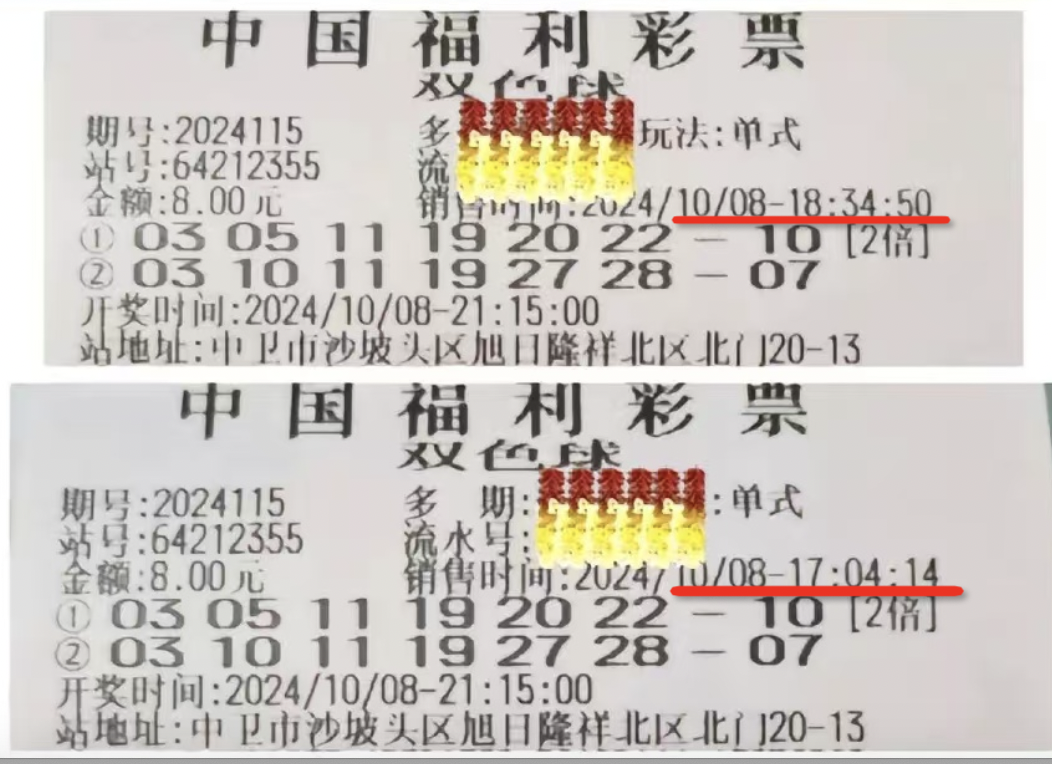 中国福利彩票
双色球
期号:2024115 多 玩法:单式
站号:64212355 流
金额:8.00元 销售时间:2024/10/08-18:34:50
① 03 05 11 19 20 22 - 10 [2倍]
② 03 10 11 19 27 28 - 07
开奖时间:2024/10/08-21:15:00
站地址:中卫市沙坡头区旭日隆祥北区北门20-13
中国福利彩票
双色球
期号:2024115 多 期: :单式
站号:64212355 流水号:
金额:8.00元 销售时间:2024/10/08-17:04:14
① 03 05 11 19 20 22 - 10 [2倍]
② 03 10 11 19 27 28 - 07
开奖时间:2024/10/08-21:15:00
站地址:中卫市沙坡头区旭日隆祥北区北门20-13